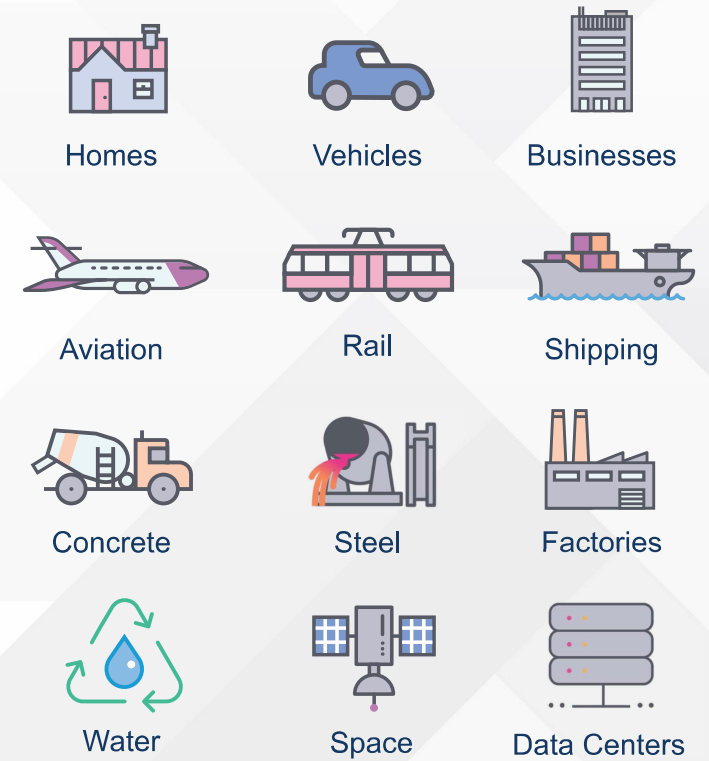 Homes
Vehicles
Businesses
Aviation
Rail
Shipping
Concrete
Steel
Factories
Water
Space
Data Centers